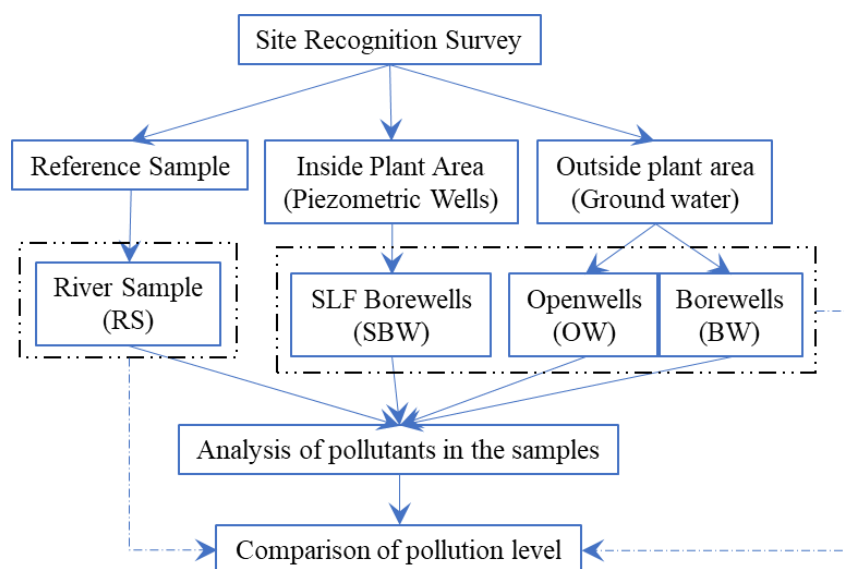 Site Recognition Survey
Reference Sample
Inside Plant Area
(Piezometric Wells)
Outside plant area
(Ground water)
River Sample
(RS)
SLF Borewells
(SBW)
Openwells
(OW)
Borewells
(BW)
Analysis of pollutants in the samples
Comparison of pollution level